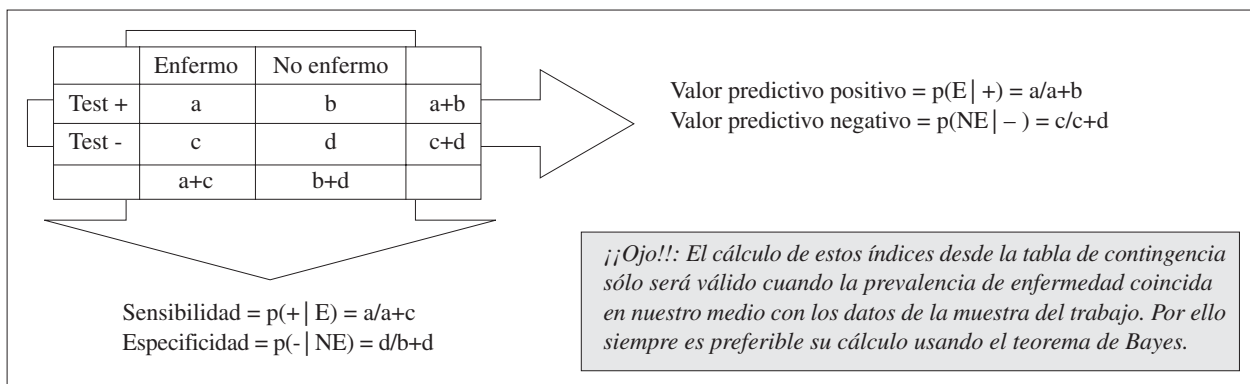 Enfermo No enfermo
Test + a b a+b
Test - c d c+d
a+c b+d
Valor predictivo positivo = p(E | +) = a/a+b
Valor predictivo negativo = p(NE | – ) = c/c+d
Sensibilidad = p(+ | E) = a/a+c
Especificidad = p(- | NE) = d/b+d
¡¡Ojo!!: El cálculo de estos índices desde la tabla de contingencia
sólo será válido cuando la prevalencia de enfermedad coincida
en nuestro medio con los datos de la muestra del trabajo. Por ello
siempre es preferible su cálculo usando el teorema de Bayes.